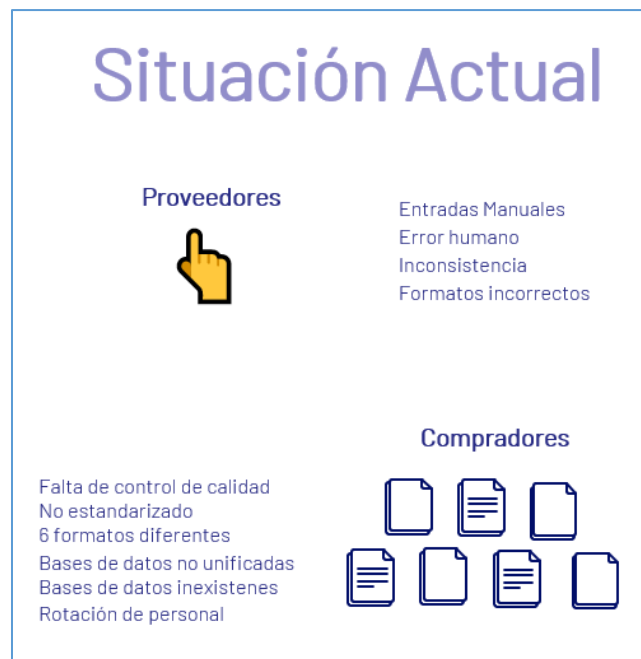 Situación Actual
Proveedores
Entradas Manuales
Error humano
Inconsistencia
Formatos incorrectos
Compradores
Falta de control de calidad
No estandarizado
6 formatos diferentes
Bases de datos no unificadas
Bases de datos inexistenes
Rotación de personal